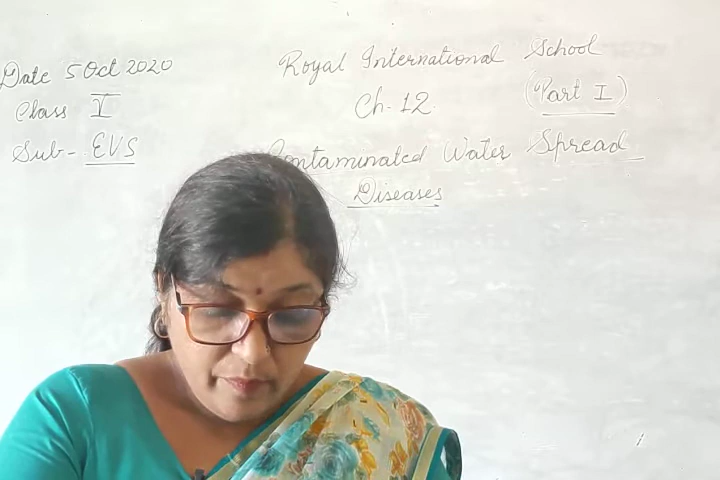 Date 5 Oct 2020
Class V
Sub- EVS
Royal International School
Ch-12. (Part I)
Contaminated Water Spread
Diseases